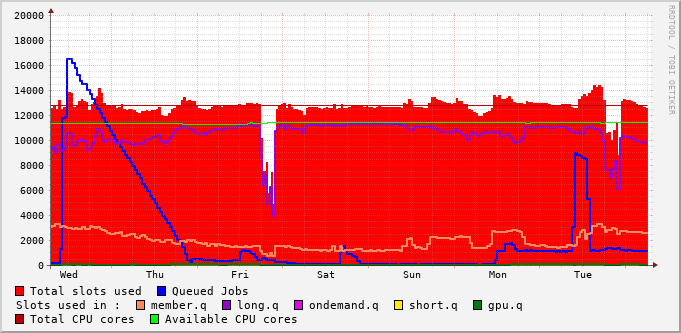 20000
18000
16000
14000
12000
10000
8000
6000
4000
2000
0
Wed Thu Fri Sat Sun Mon Tue
Total slots used Queued Jobs
Slots used in : member.q long.q ondemand.q short.q gpu.q
Total CPU cores Available CPU cores
RRDTOOL / TOBI OETIKER